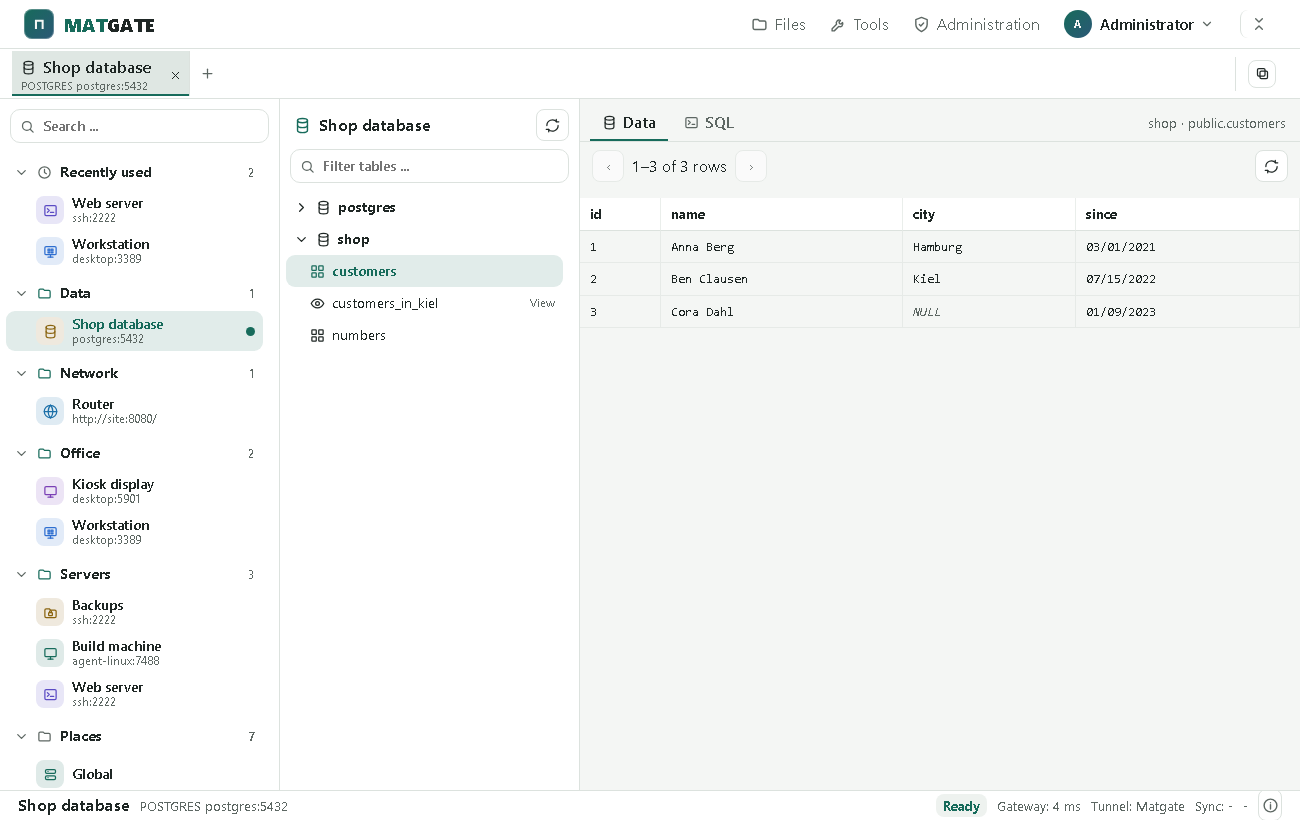 MATGATE
Files
Tools
Administration
A
Administrator
Shop database
POSTGRES postgres:5432
Search ...
Recently used 2
Web server
ssh:2222
Workstation
desktop:3389
Data 1
Shop database
postgres:5432
Network 1
Router
http://site:8080/
Office 2
Kiosk display
desktop:5901
Workstation
desktop:3389
Servers 3
Backups
ssh:2222
Build machine
agent-linux:7488
Web server
ssh:2222
Places 7
Global
Shop database
Filter tables ...
postgres
shop
customers
customers_in_kiel View
numbers
Data
SQL
shop · public.customers
1–3 of 3 rows
id name city since
1 Anna Berg Hamburg 03/01/2021
2 Ben Clausen Kiel 07/15/2022
3 Cora Dahl NULL 01/09/2023
Shop database POSTGRES postgres:5432
Ready Gateway: 4 ms Tunnel: Matgate Sync: - -